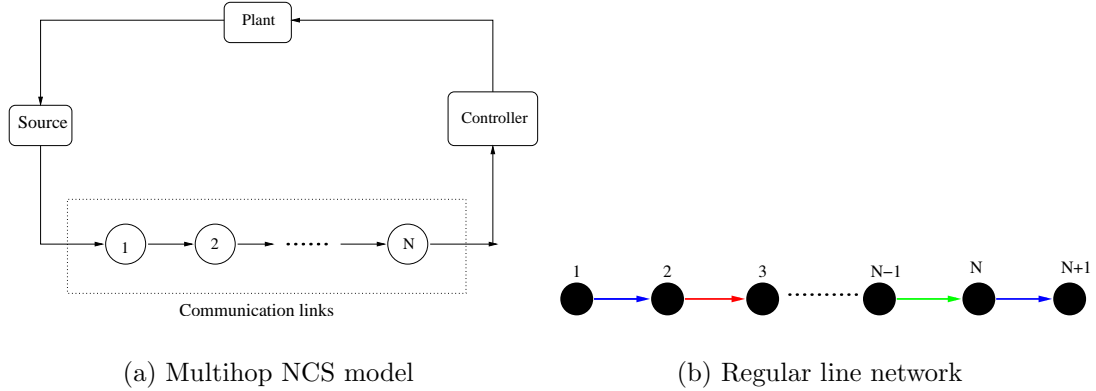 Plant
Source
Controller
1
2
......
N
Communication links
(a) Multihop NCS model
1
2
3
N−1
N
N+1
(b) Regular line network